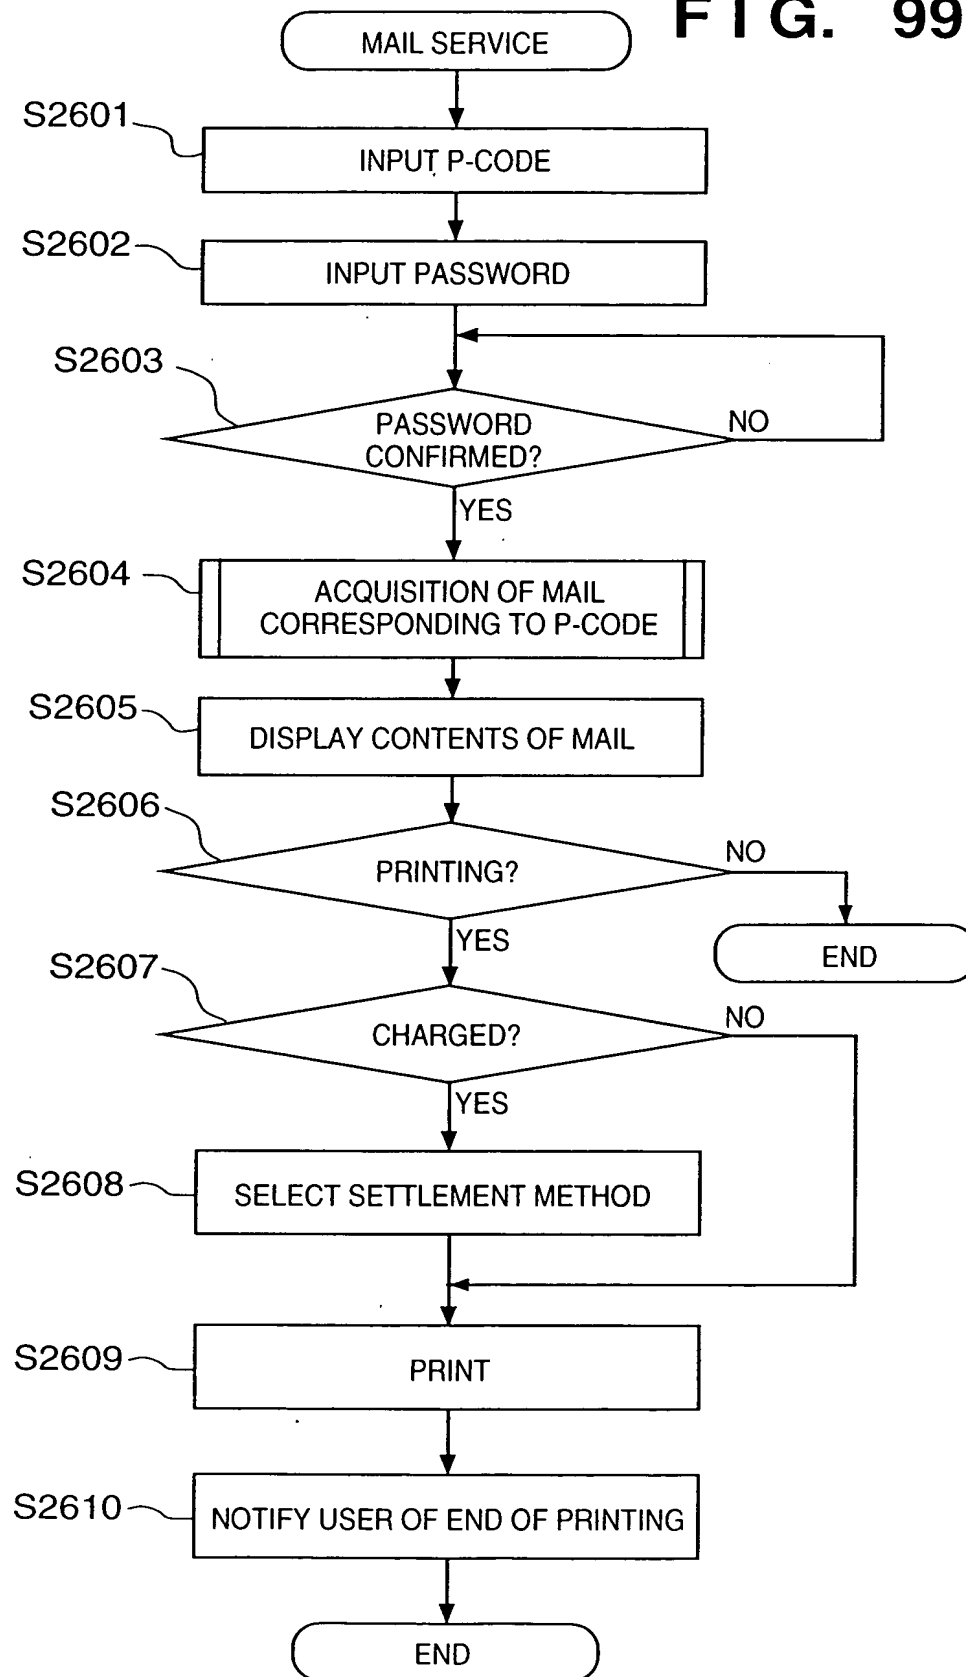 FIG. 99
MAIL SERVICE
S2601
INPUT P-CODE
S2602
INPUT PASSWORD
S2603
PASSWORD
CONFIRMED?
NO
YES
S2604
ACQUISITION OF MAIL
CORRESPONDING TO P-CODE
S2605
DISPLAY CONTENTS OF MAIL
S2606
PRINTING?
NO
YES
END
S2607
CHARGED?
NO
YES
S2608
SELECT SETTLEMENT METHOD
S2609
PRINT
S2610
NOTIFY USER OF END OF PRINTING
END